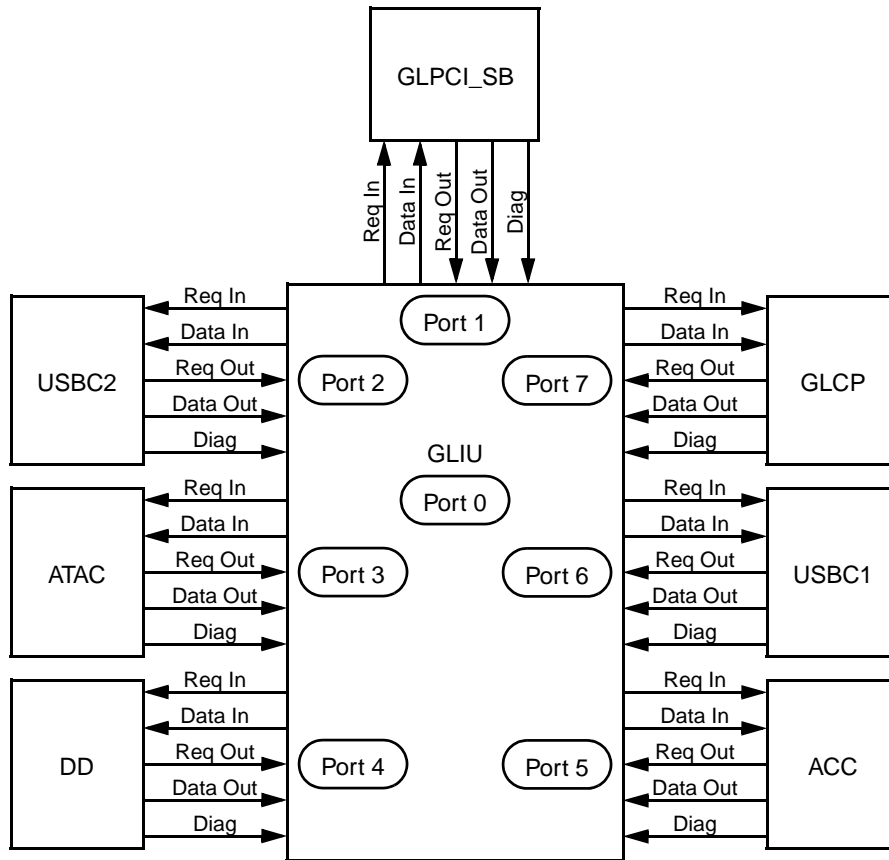 GLPCI_SB
Req In
Data In
Req Out
Data Out
Diag
Req In
Data In
Req Out
Data Out
Diag
USBC2
Port 1
Port 2
Port 7
GLIU
Port 0
Req In
Data In
Req Out
Data Out
Diag
GLCP
Req In
Data In
Req Out
Data Out
Diag
ATAC
Port 3
Port 6
Req In
Data In
Req Out
Data Out
Diag
USBC1
Req In
Data In
Req Out
Data Out
Diag
DD
Port 4
Port 5
Req In
Data In
Req Out
Data Out
Diag
ACC